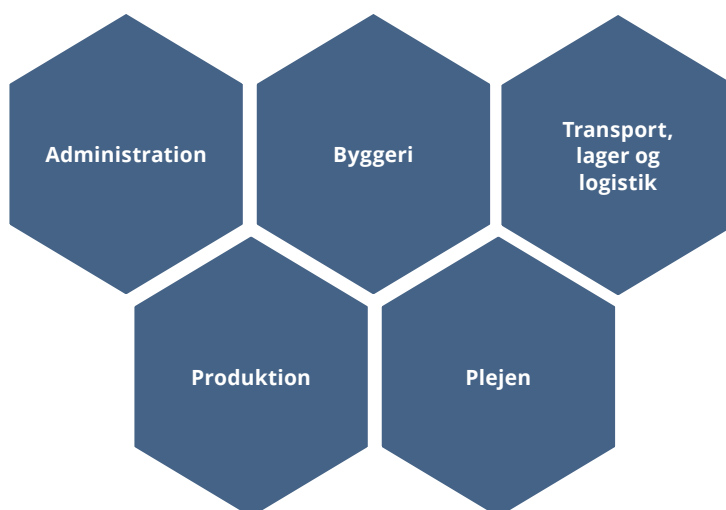 Administration
Byggeri
Transport,
lager og
logistik
Produktion
Plejen